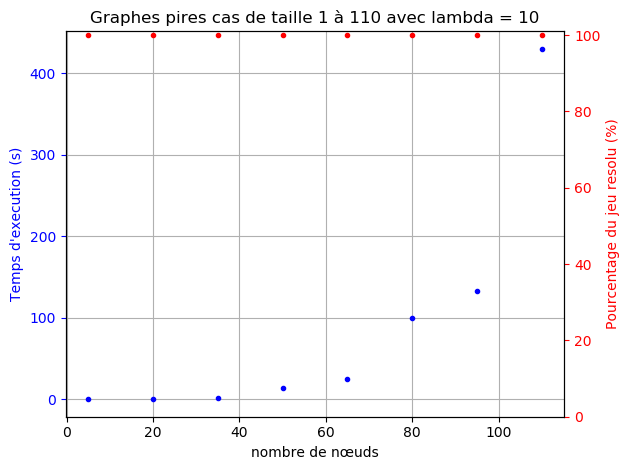 Graphes pires cas de taille 1 à 110 avec lambda = 10
Temps d'execution (s)
400
300
200
100
0
100
80
60
40
20
0
Pourcentage du jeu resolu (%)
0 20 40 60 80 100
nombre de nœuds